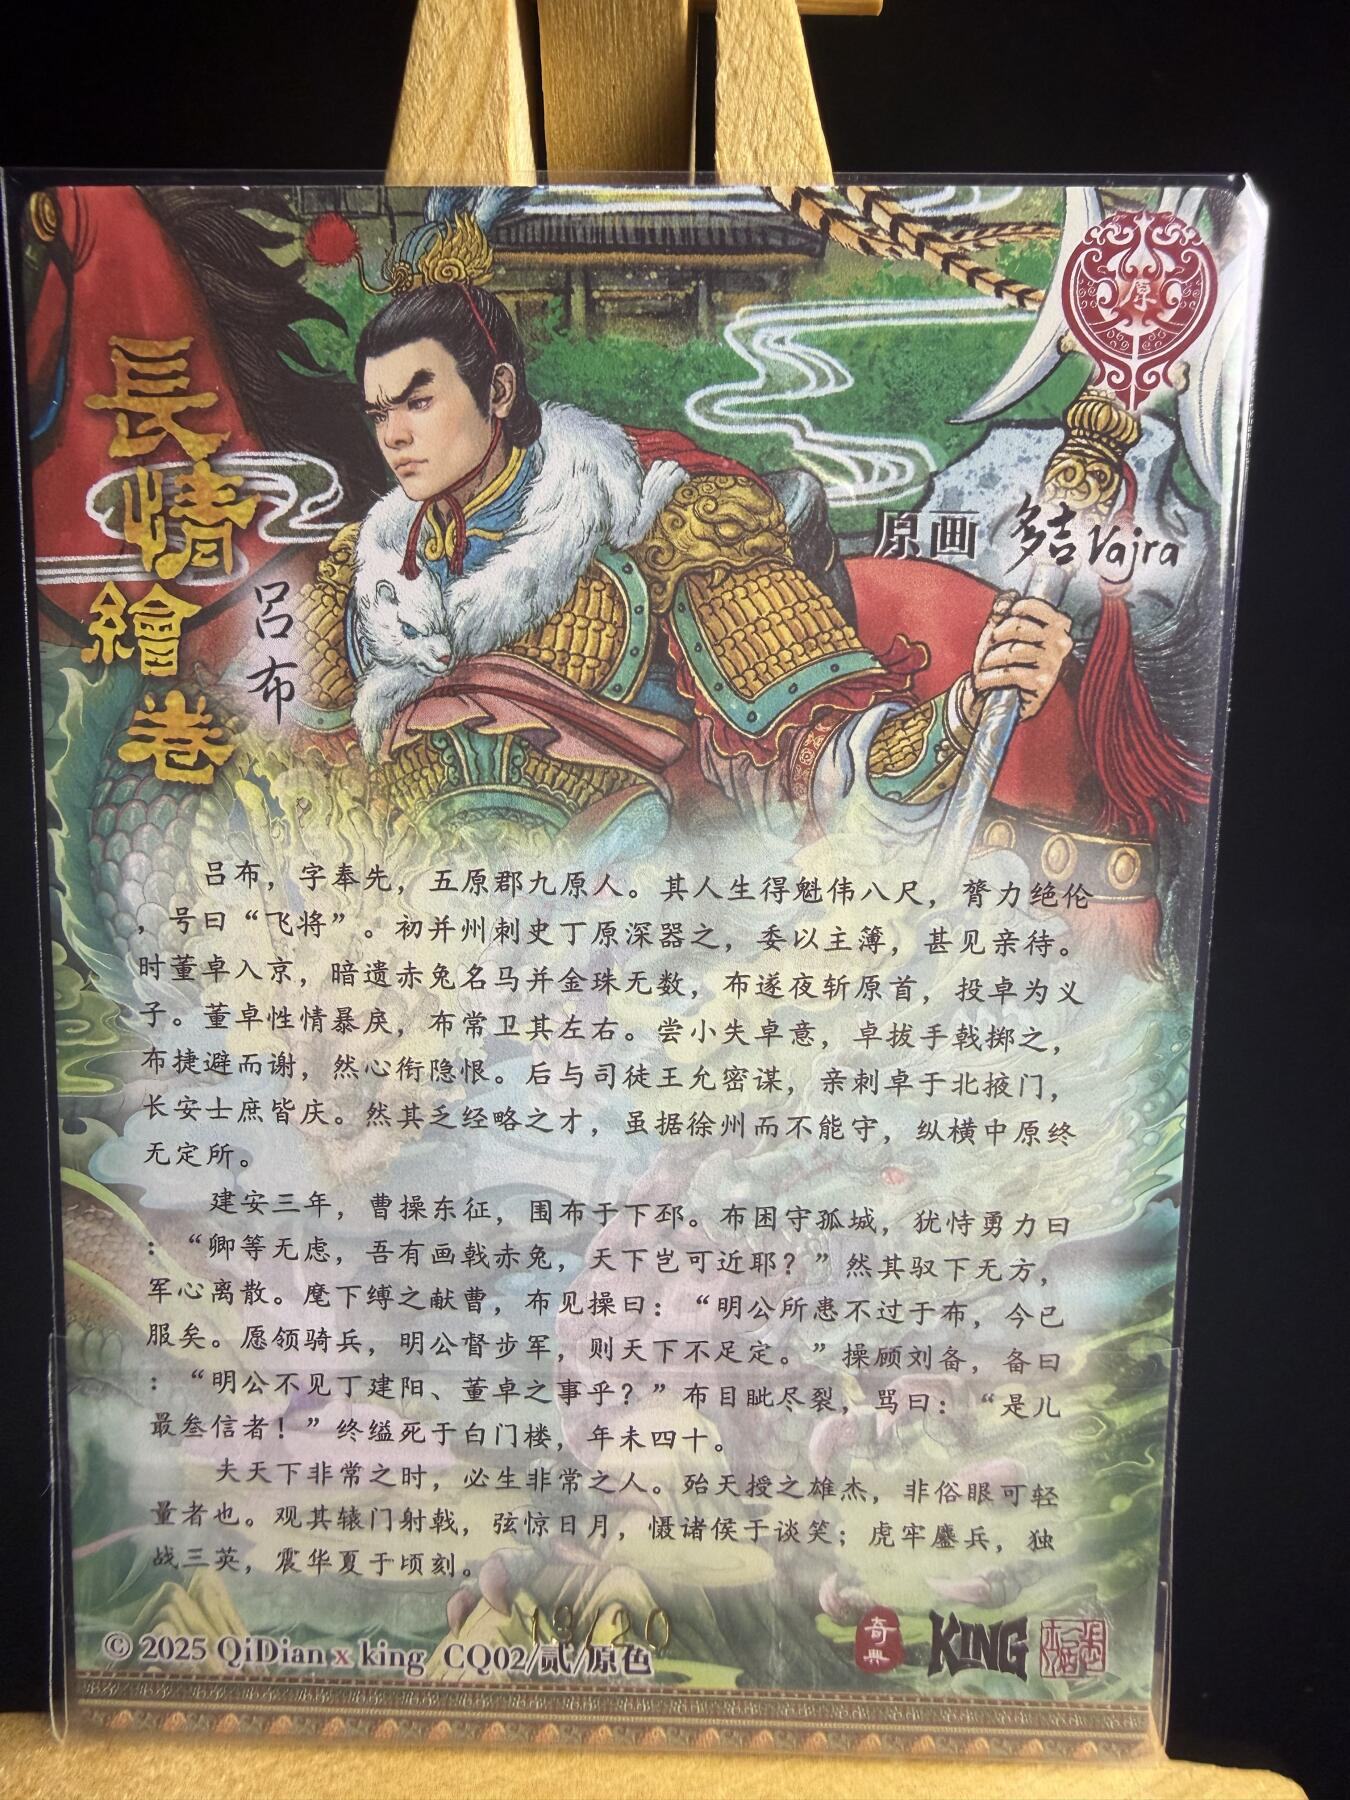 長情繪卷
呂布
厚
原画 多吉 Vajra
吕布，字奉先，五原郡九原人。其人生得魁伟八尺，膂力绝伦
，号曰“飞将”。初并州刺史丁原深器之，委以主簿，甚见亲待。
时董卓入京，暗遗赤兔名马并金珠无数，布遂夜斩原首，投卓为义
子。董卓性情暴戾，布常卫其左右。尝小失卓意，卓拔手戟掷之，
布捷避而谢，然心衔隐恨。后与司徒王允密谋，亲刺卓于北掖门，
长安士庶皆庆。然其乏经略之才，虽据徐州而不能守，纵横中原终
无定所。
建安三年，曹操东征，围布于下邳。布困守孤城，犹恃勇力曰
：“卿等无虑，吾有画戟赤兔，天下岂可近耶？”然其驭下无方，
军心离散。麾下缚之献曹，布见操曰：“明公所患不过于布，今已
服矣。愿领骑兵，明公督步军，则天下不足定。”操顾刘备，备曰
：“明公不见丁建阳、董卓之事乎？”布目眦尽裂，骂曰：“是儿
最叁信者！”终缢死于白门楼，年未四十。
夫天下非常之时，必生非常之人。殆天授之雄杰，非俗眼可轻
量者也。观其辕门射戟，弦惊日月，慑诸侯于谈笑；虎牢鏖兵，独
战三英，震华夏于顷刻。
19/20
© 2025 QiDian x king CQ02/贰/原色
奇典
KING